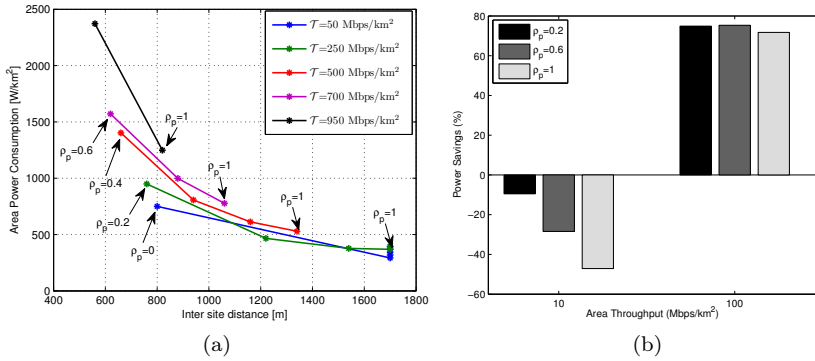 2500
2000
1500
1000
500
0
400
600
800
1000
1200
1400
1600
1800
Area Power Consumption [W/km²]
Inter site distance [m]
𝒯=50 Mbps/km²
𝒯=250 Mbps/km²
𝒯=500 Mbps/km²
𝒯=700 Mbps/km²
𝒯=950 Mbps/km²
ρp=1
ρp=0.6
ρp=0.4
ρp=1
ρp=0.2
ρp=1
ρp=1
ρp=0
(a)
80
60
40
20
0
−20
−40
−60
Power Savings (%)
ρp=0.2
ρp=0.6
ρp=1
10
100
Area Throughput (Mbps/km²)
(b)